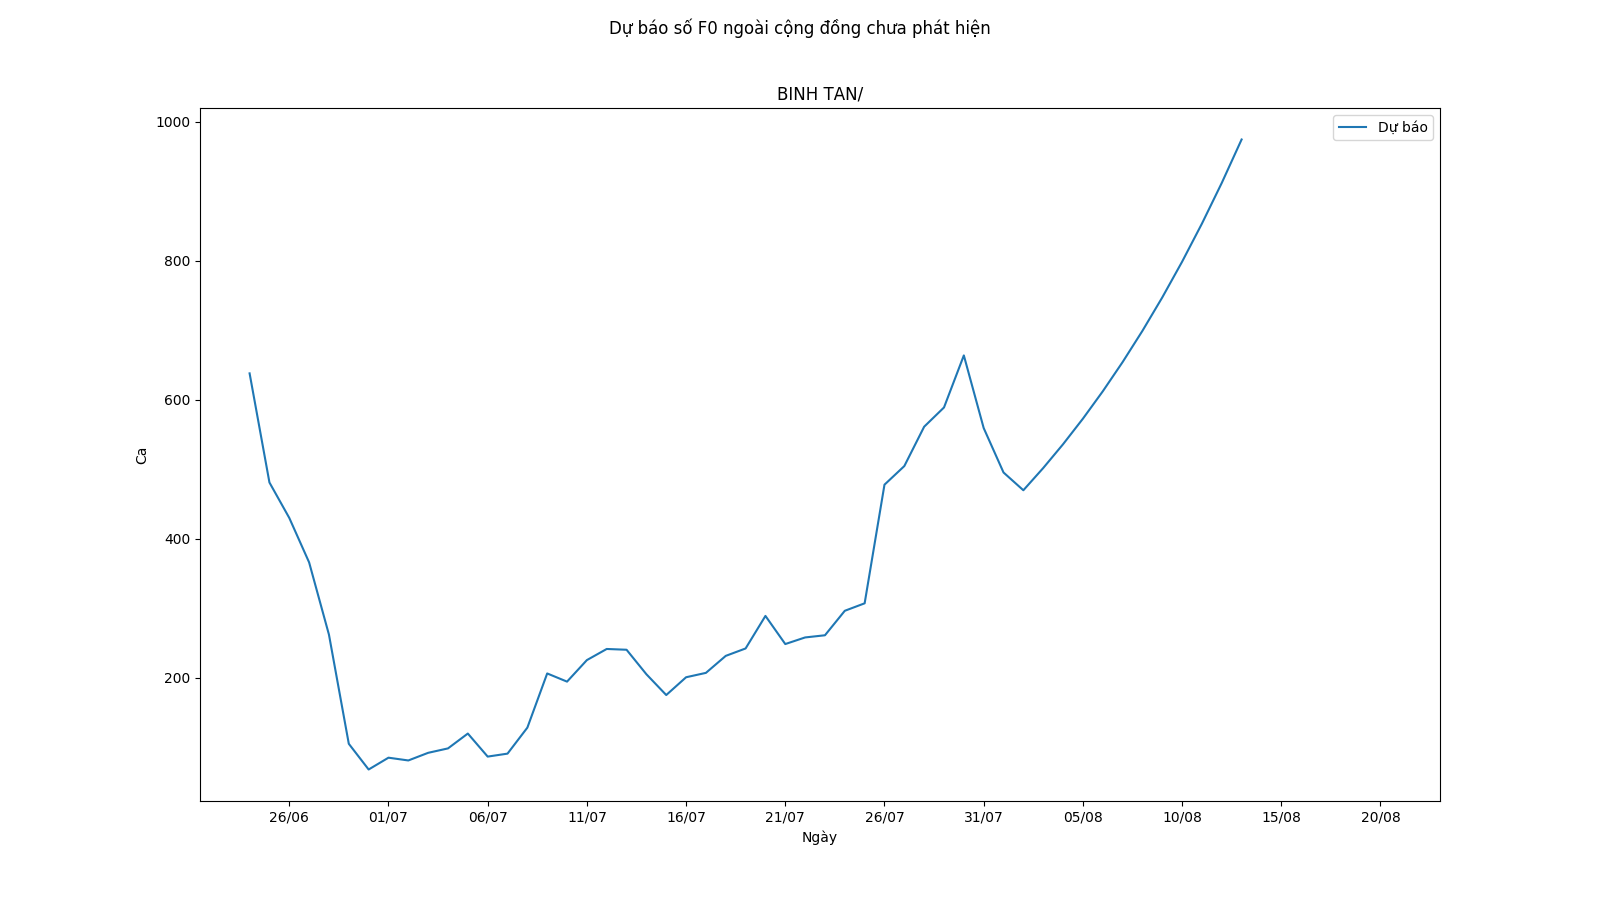 Dự báo số F0 ngoài cộng đồng chưa phát hiện
BINH TAN/
Dự báo
1000
800
600
400
200
Ca
26/06 01/07 06/07 11/07 16/07 21/07 26/07 31/07 05/08 10/08 15/08 20/08
Ngày